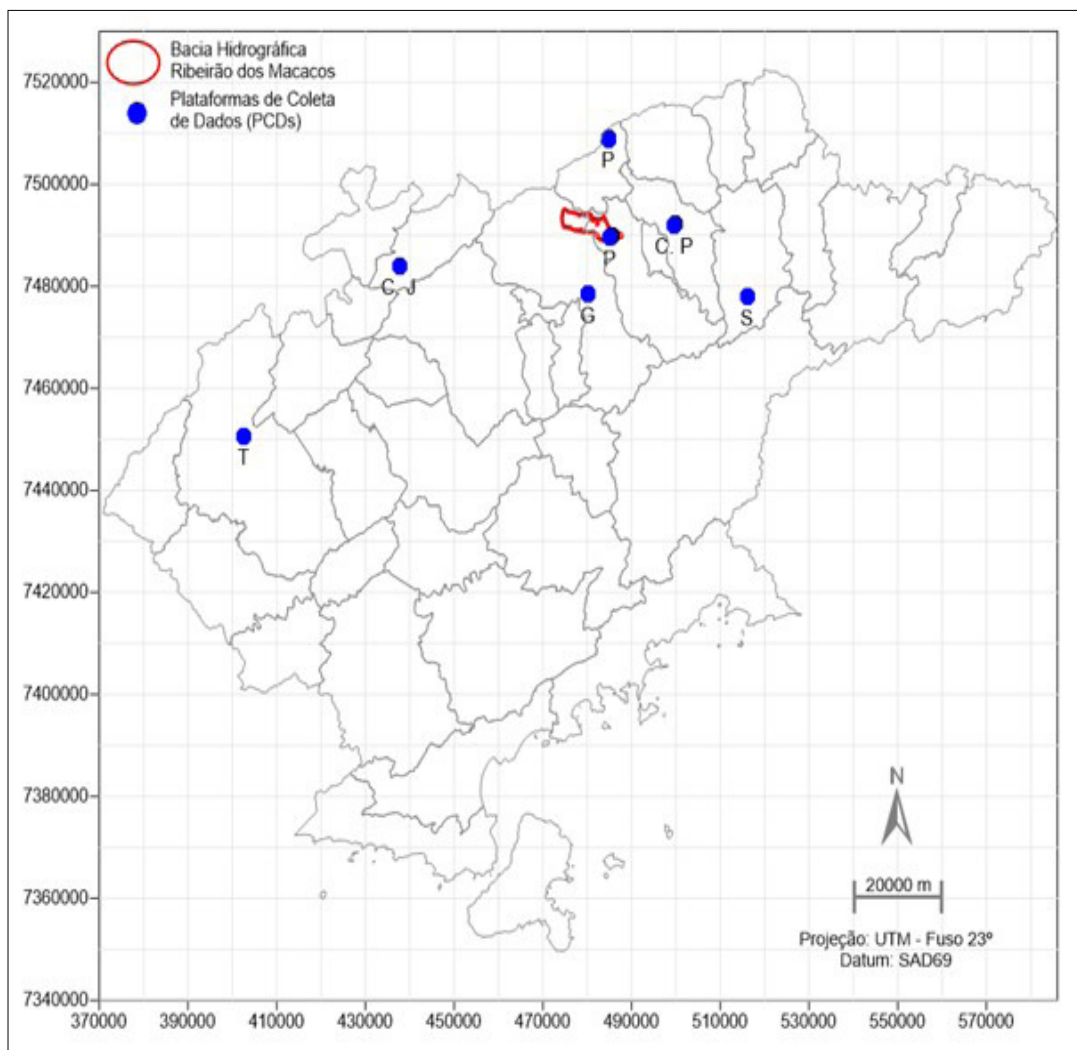 Bacia Hidrográfica
Ribeirão dos Macacos
Plataformas de Coleta
de Dados (PCDs)
7520000
7500000
7480000
7460000
7440000
7420000
7400000
7380000
7360000
7340000
P
C. P
P
C. J
G
S
T
N
20000 m
Projeção: UTM - Fuso 23º
Datum: SAD69
370000 390000 410000 430000 450000 470000 490000 510000 530000 550000 570000